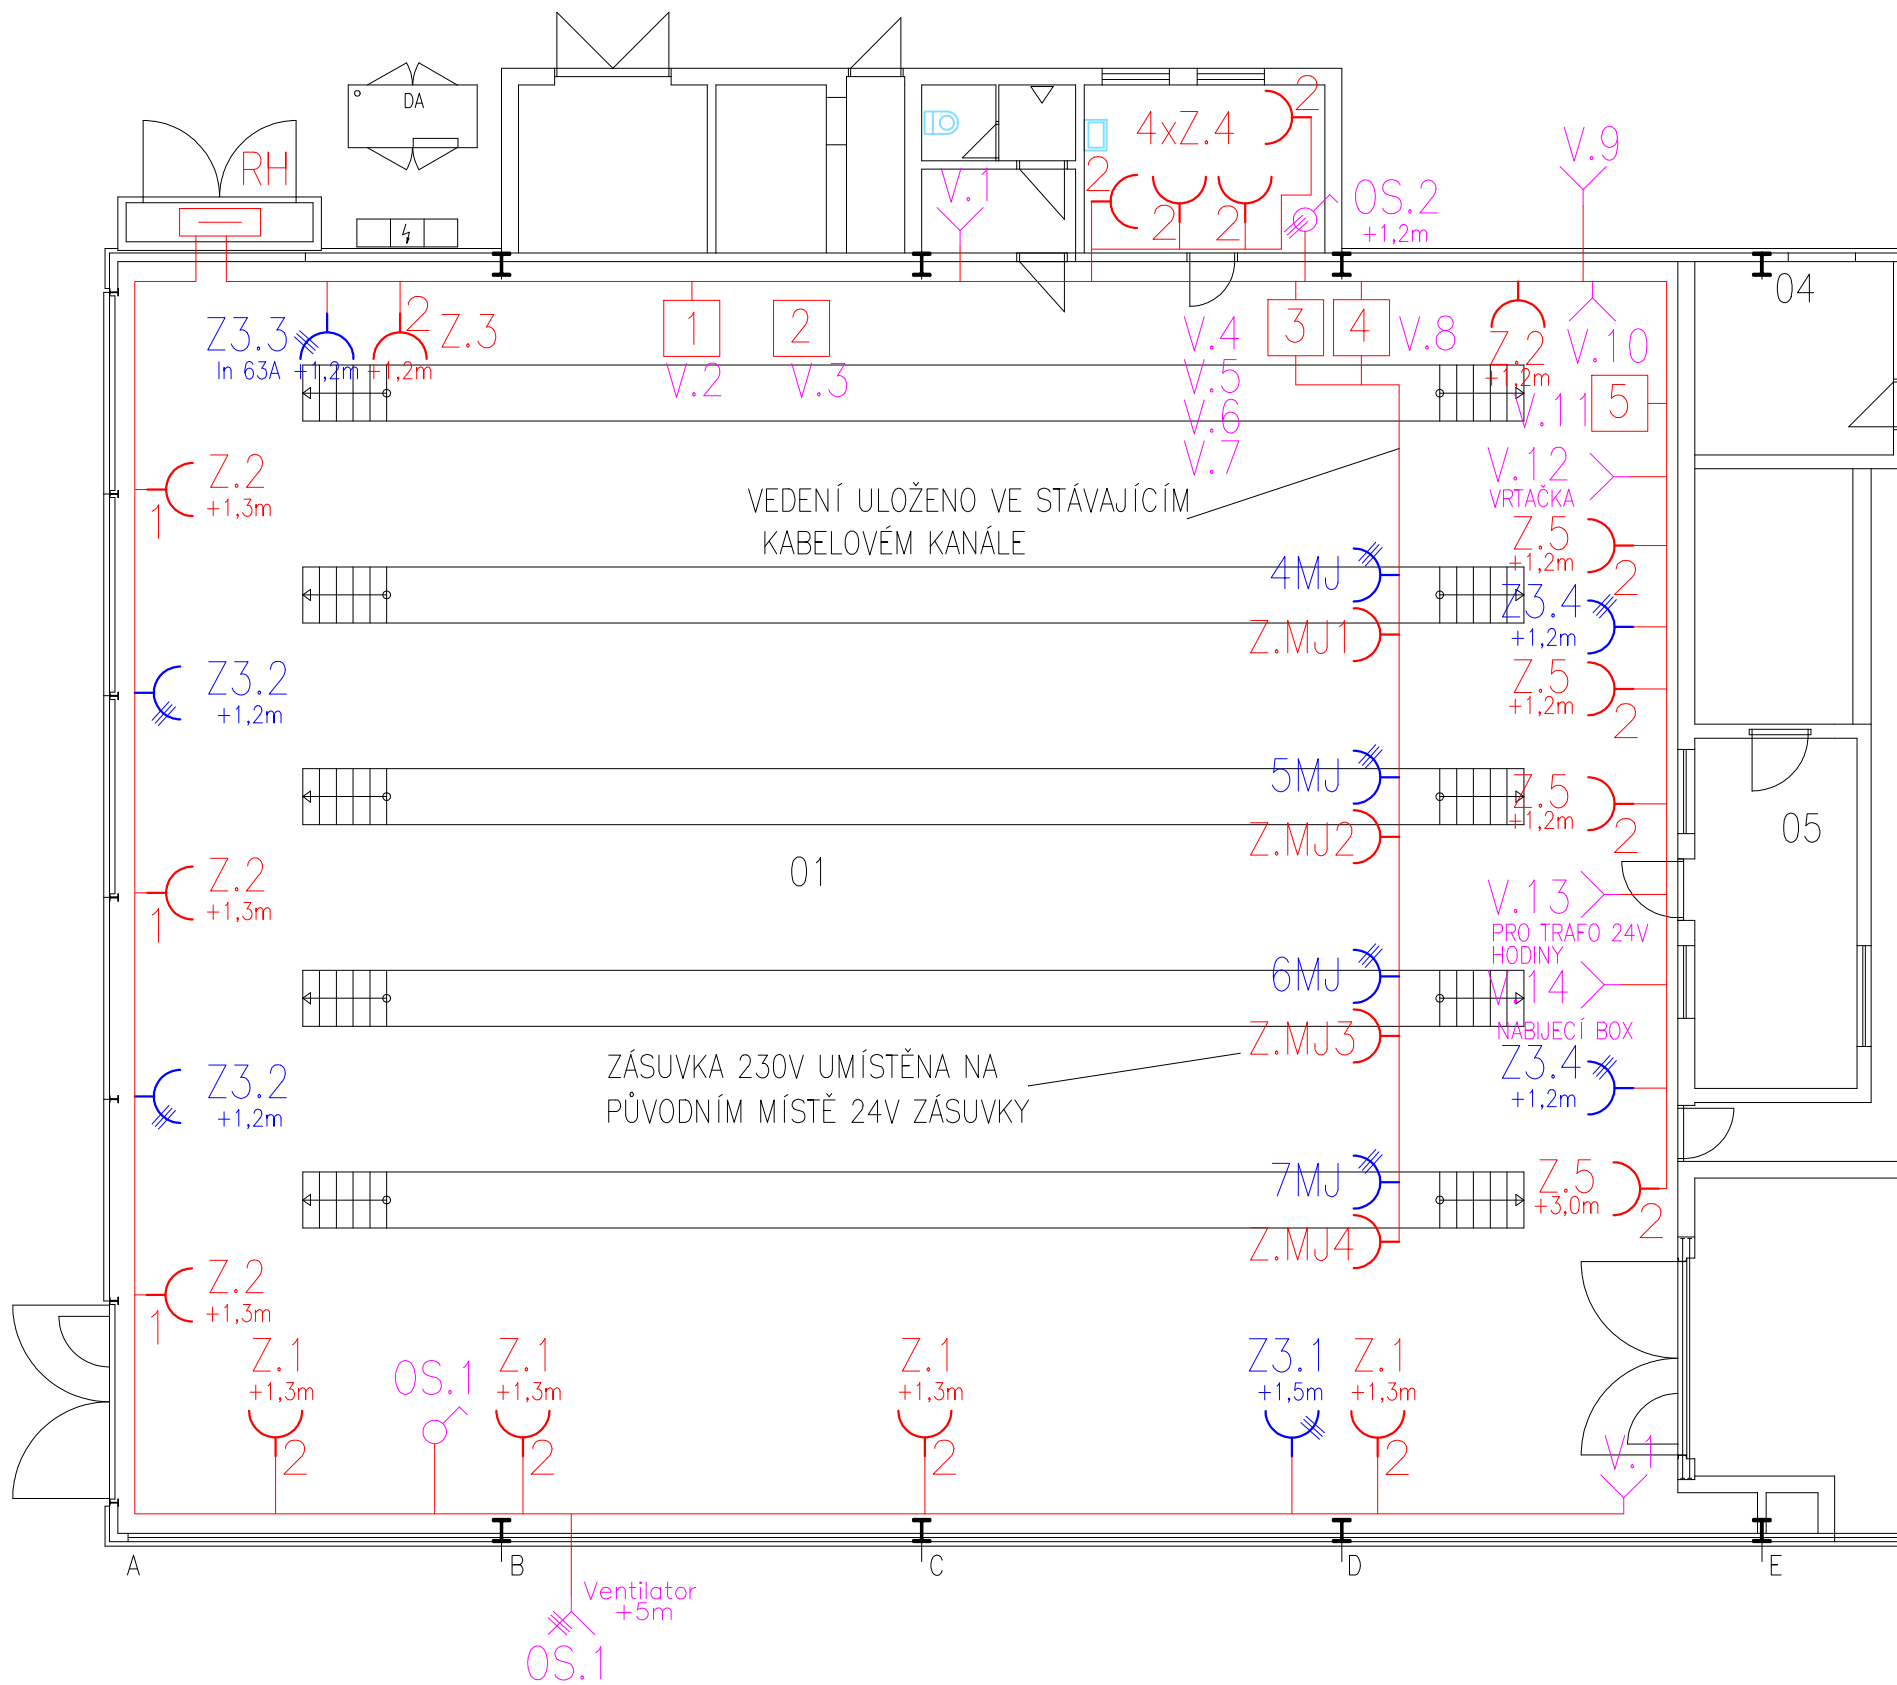 DA
RH
4xZ.4
2
2
2
2
V.9
V.1
OS.2
+1,2m
04
Z3.3
In 63A +1,2m
2
Z.3
+1,2m
1
V.2
2
V.3
V.4
V.5
V.6
V.7
3
4
V.8
Z.2
+1,2m
V.10
V.11
5
V.12
VRTAČKA
Z.2
+1,3m
1
VEDENÍ ULOŽENO VE STÁVAJÍCÍM
KABELOVÉM KANÁLE
Z.5
+1,2m
2
4MJ
Z3.4
+1,2m
Z.MJ1
Z3.2
+1,2m
Z.5
+1,2m
2
5MJ
Z.5
+1,2m
2
Z.MJ2
05
01
Z.2
+1,3m
1
V.13
PRO TRAFO 24V
HODINY
6MJ
V.14
NABIJECÍ BOX
Z.MJ3
ZÁSUVKA 230V UMÍSTĚNA NA
PŮVODNÍM MÍSTĚ 24V ZÁSUVKY
Z3.2
+1,2m
Z3.4
+1,2m
7MJ
Z.5
+3,0m
2
Z.MJ4
Z.2
+1,3m
1
Z.1
+1,3m
2
OS.1
Z.1
+1,3m
2
Z.1
+1,3m
2
Z3.1
+1,5m
Z.1
+1,3m
2
V.1
A
B
C
D
E
Ventilator
+5m
OS.1